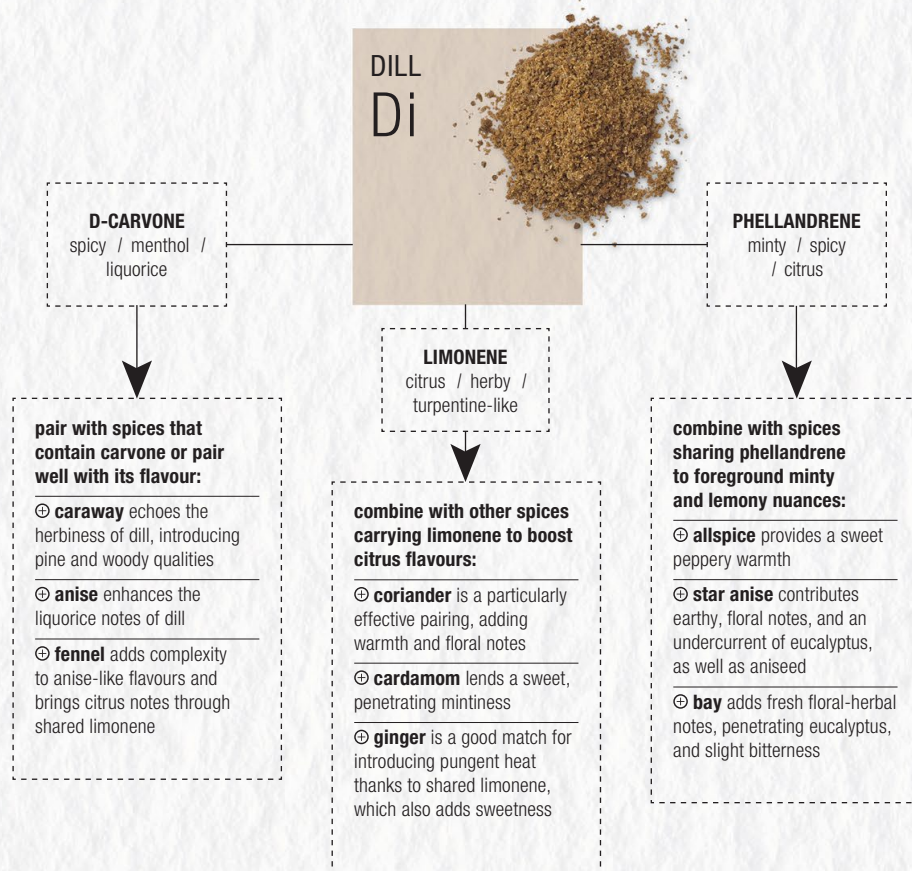 DILL
Di
D-CARVONE
spicy / menthol /
liquorice
pair with spices that
contain carvone or pair
well with its flavour:
⊕ caraway echoes the
herbiness of dill, introducing
pine and woody qualities
⊕ anise enhances the
liquorice notes of dill
⊕ fennel adds complexity
to anise-like flavours and
brings citrus notes through
shared limonene
LIMONENE
citrus / herby /
turpentine-like
combine with other spices
carrying limonene to boost
citrus flavours:
⊕ coriander is a particularly
effective pairing, adding
warmth and floral notes
⊕ cardamom lends a sweet,
penetrating mintiness
⊕ ginger is a good match for
introducing pungent heat
thanks to shared limonene,
which also adds sweetness
PHELLANDRENE
minty / spicy
/ citrus
combine with spices
sharing phellandrene
to foreground minty
and lemony nuances:
⊕ allspice provides a sweet
peppery warmth
⊕ star anise contributes
earthy, floral notes, and an
undercurrent of eucalyptus,
as well as aniseed
⊕ bay adds fresh floral-herbal
notes, penetrating eucalyptus,
and slight bitterness